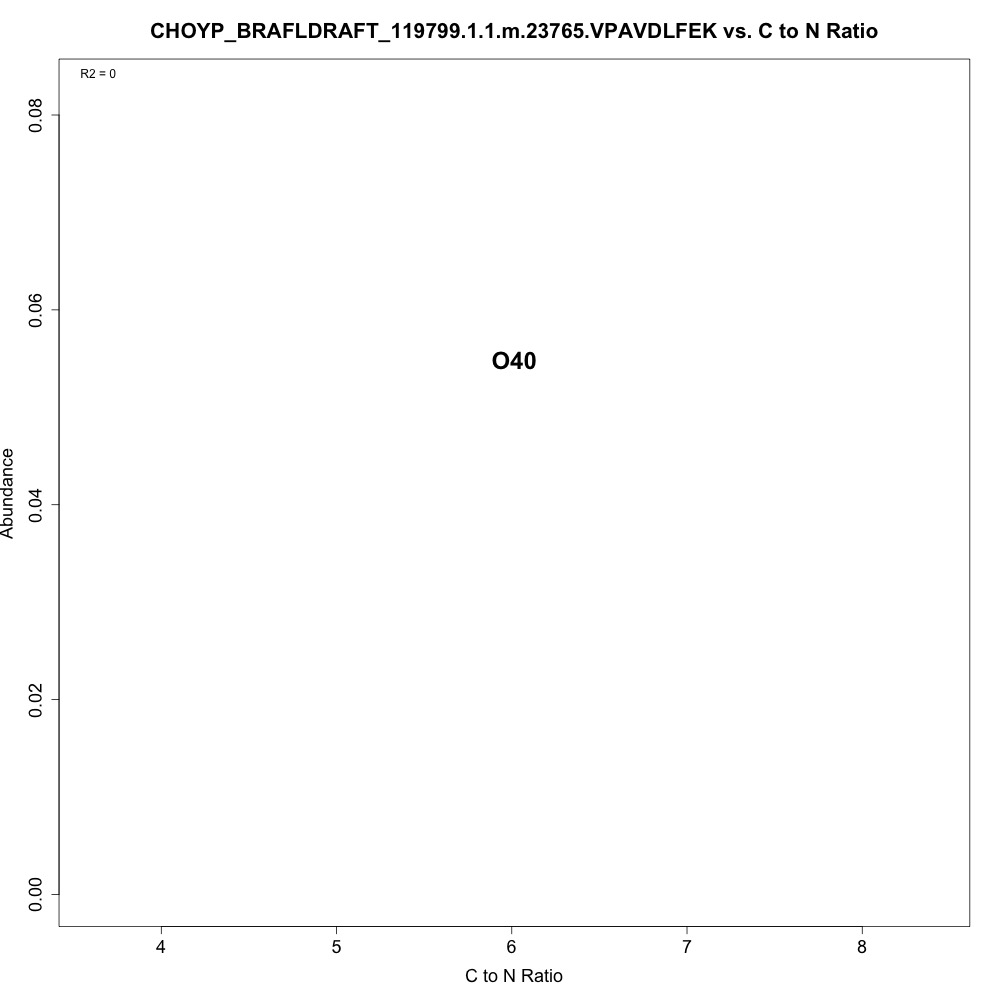 CHOYP_BRAFLDRAFT_119799.1.1.m.23765.VPAVDLFEK vs. C to N Ratio
R2 = 0
0.08
0.06
O40
Abundance
0.04
0.02
0.00
4 5 6 7 8
C to N Ratio